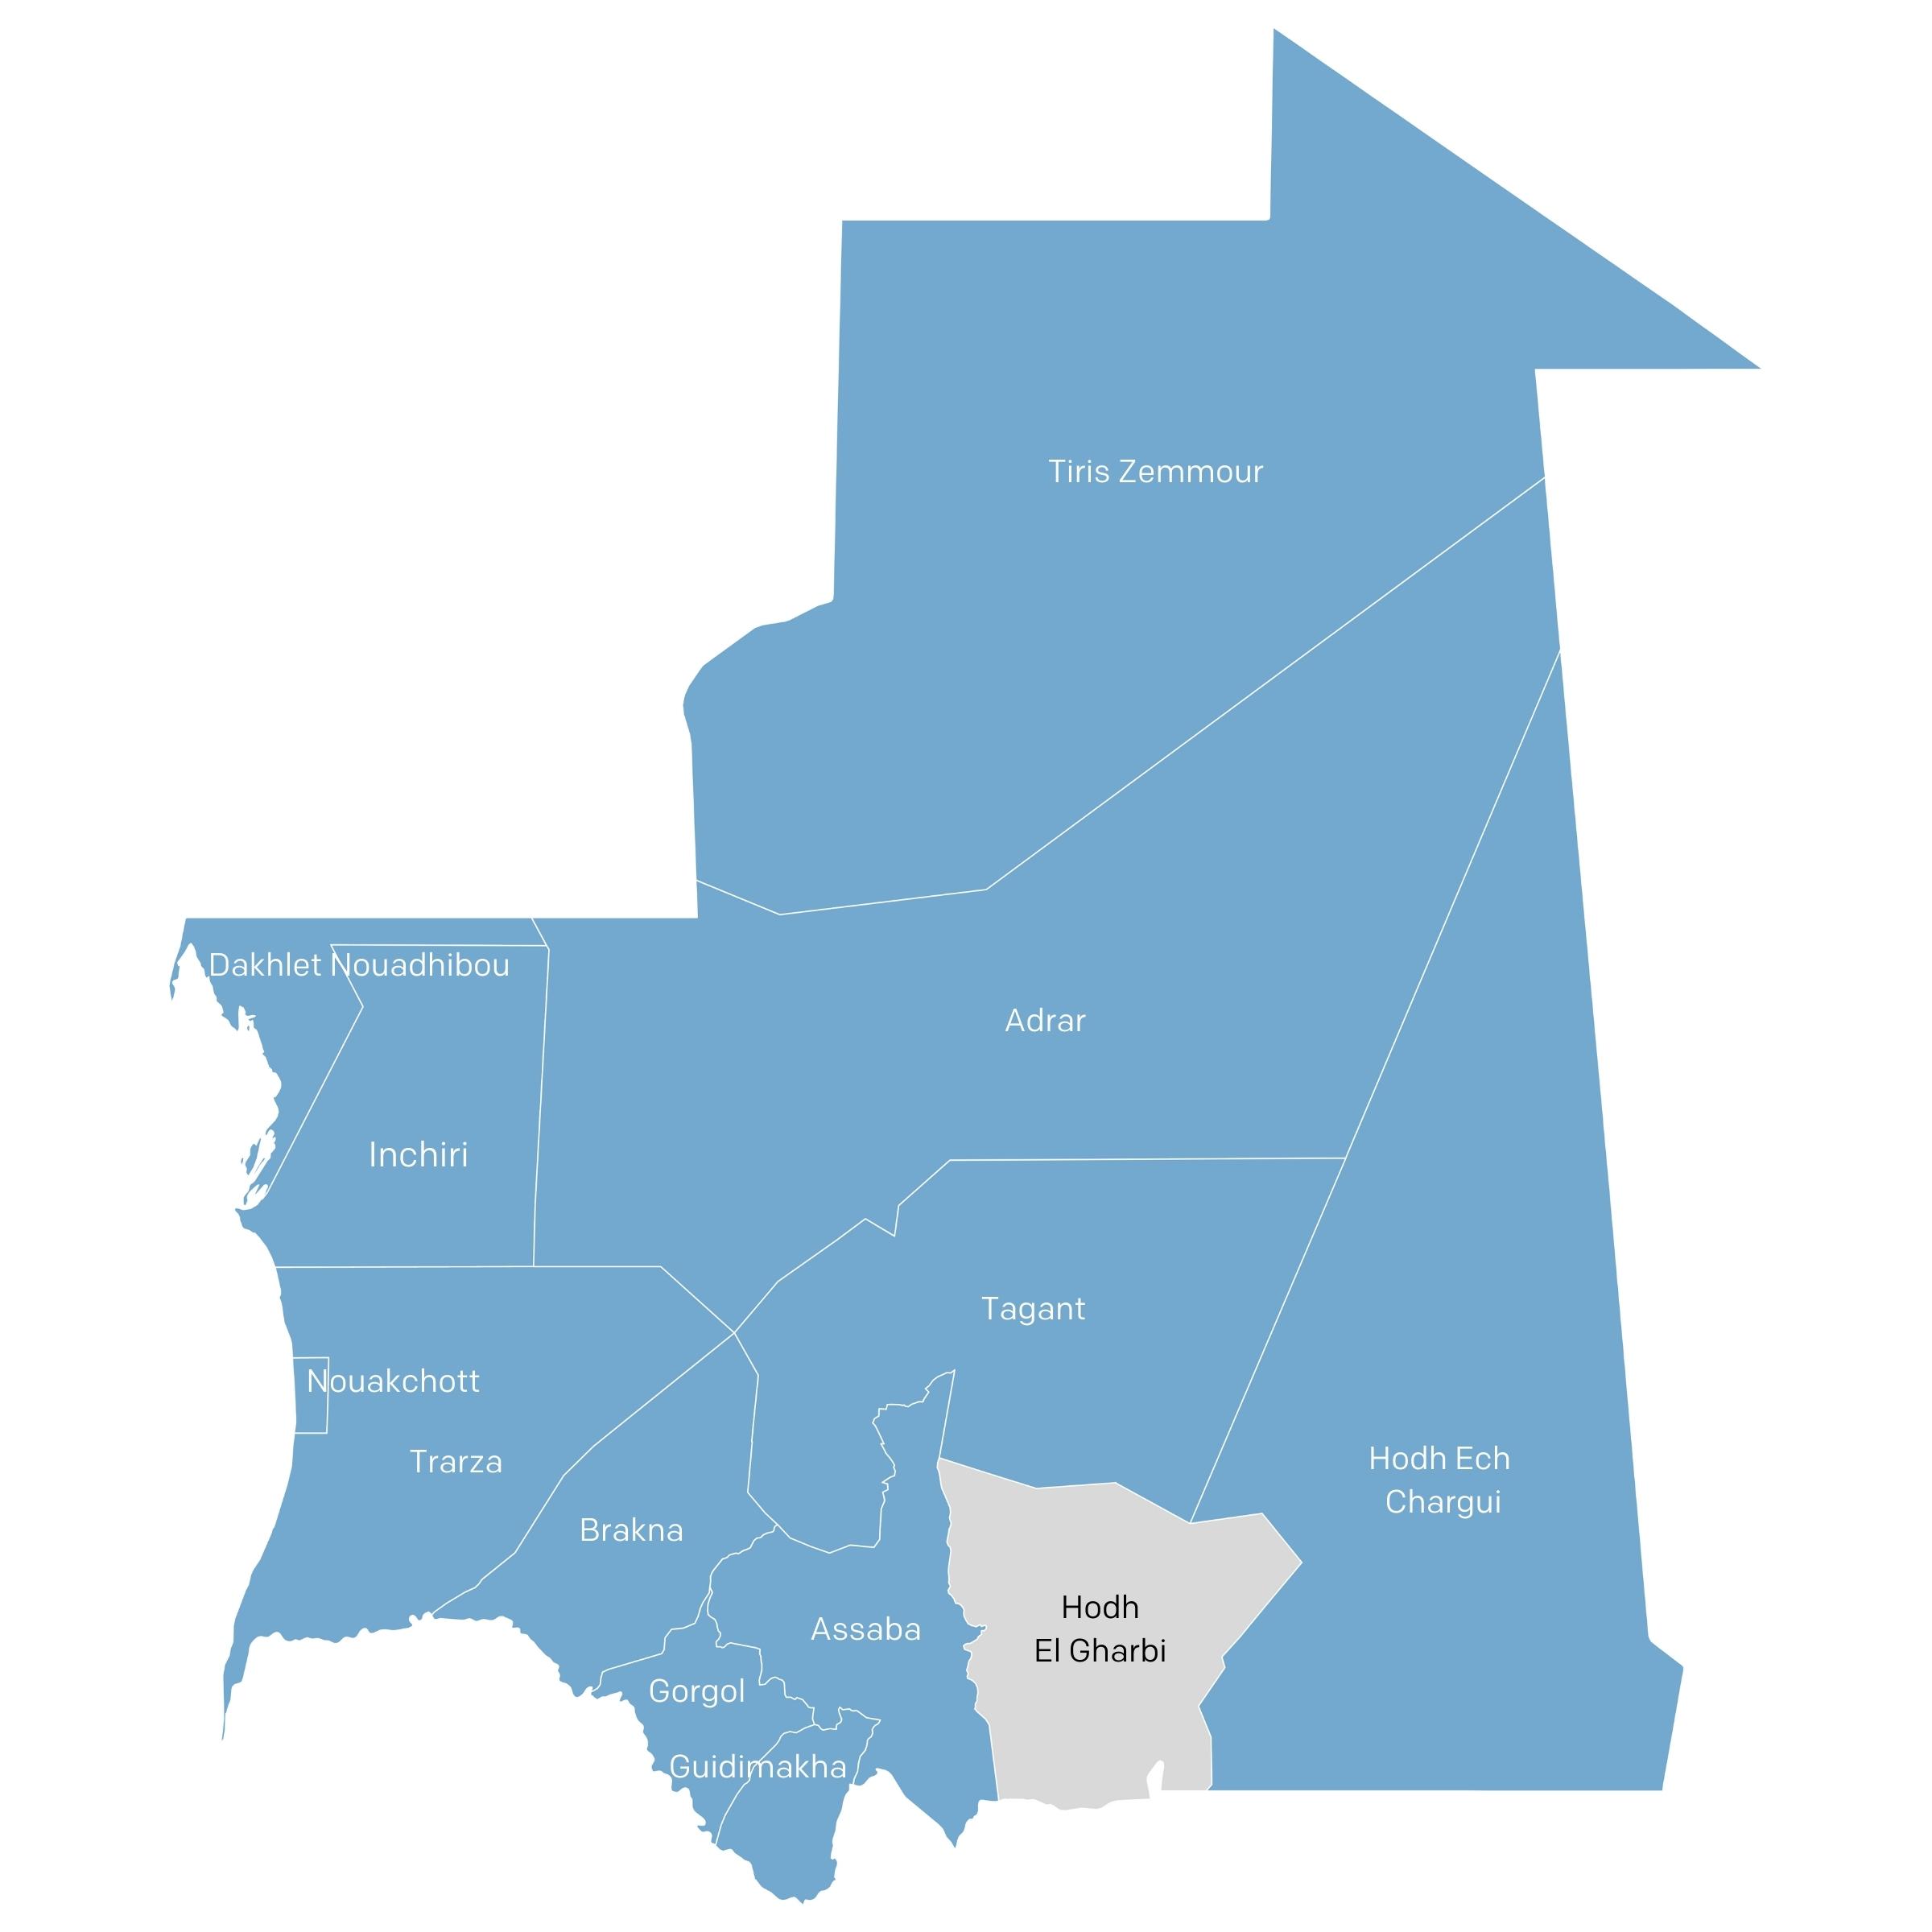 Tiris Zemmour
Dakhlet Nouadhibou
Adrar
Inchiri
Tagant
Nouakchott
Trarza
Hodh Ech
Chargui
Brakna
Hodh
El Gharbi
Assaba
Gorgol
Guidimakha